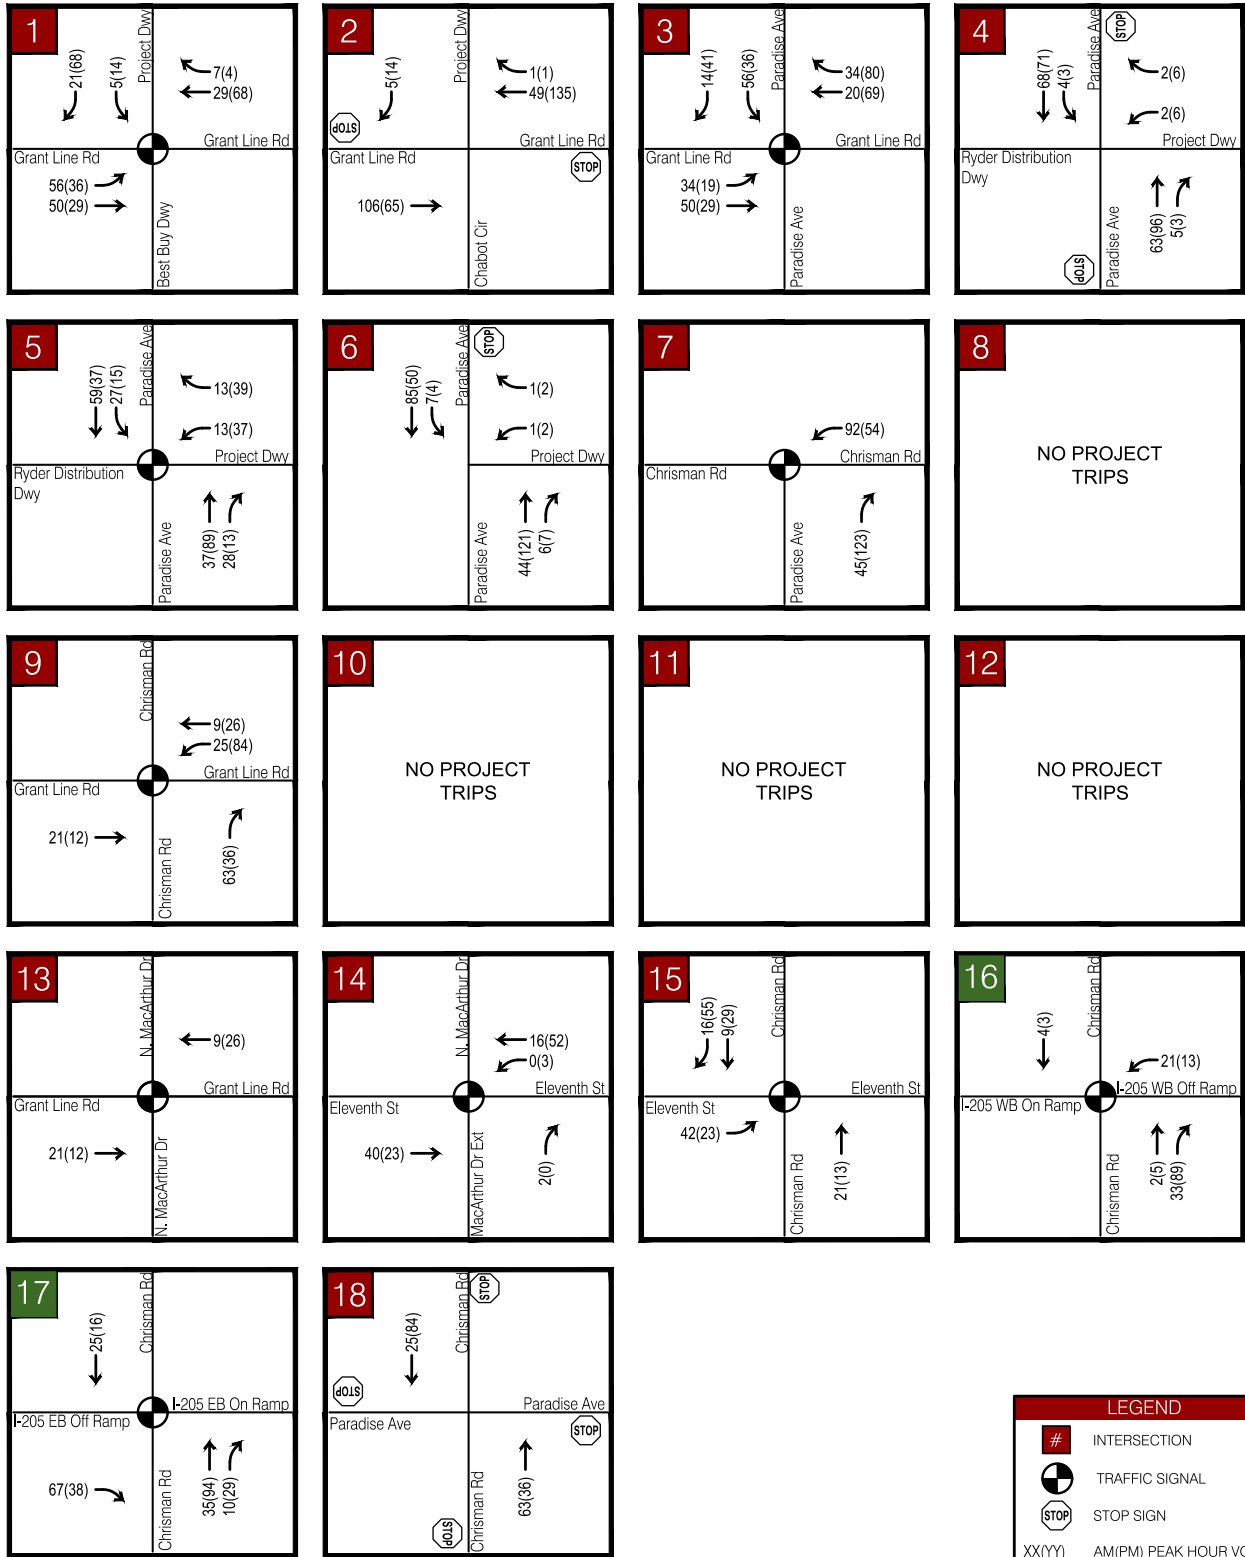 1
21(68)
5(14)
Project Dwy
7(4)
29(68)
Grant Line Rd
Grant Line Rd
56(36)
50(29)
Best Buy Dwy
2
5(14)
Project Dwy
1(1)
49(135)
STOP
Grant Line Rd
Grant Line Rd
STOP
106(65)
Chabot Cir
3
14(41)
56(36)
Paradise Ave
34(80)
20(69)
Grant Line Rd
Grant Line Rd
34(19)
50(29)
Paradise Ave
4
68(71)
4(3)
Paradise Ave
STOP
2(6)
2(6)
Project Dwy
Ryder Distribution
Dwy
63(96)
5(3)
STOP
Paradise Ave
5
59(37)
27(15)
Paradise Ave
13(39)
13(37)
Project Dwy
Ryder Distribution
Dwy
37(89)
28(13)
Paradise Ave
6
85(50)
7(4)
Paradise Ave
STOP
1(2)
1(2)
Project Dwy
44(121)
6(7)
Paradise Ave
7
92(54)
Chrisman Rd
Chrisman Rd
45(123)
Paradise Ave
8
NO PROJECT
TRIPS
9
Chrisman Rd
9(26)
25(84)
Grant Line Rd
Grant Line Rd
21(12)
63(36)
Chrisman Rd
10
NO PROJECT
TRIPS
11
NO PROJECT
TRIPS
12
NO PROJECT
TRIPS
13
N. MacArthur Dr
9(26)
Grant Line Rd
Grant Line Rd
21(12)
N. MacArthur Dr
14
N. MacArthur Dr
16(52)
0(3)
Eleventh St
Eleventh St
40(23)
2(0)
MacArthur Dr Ext
15
16(55)
9(29)
Chrisman Rd
Eleventh St
Eleventh St
42(23)
21(13)
Chrisman Rd
16
4(3)
Chrisman Rd
21(13)
I-205 WB Off Ramp
I-205 WB On Ramp
2(5)
33(89)
Chrisman Rd
17
25(16)
Chrisman Rd
I-205 EB On Ramp
I-205 EB Off Ramp
67(38)
35(94)
10(29)
Chrisman Rd
18
25(84)
Chrisman Rd
STOP
STOP
Paradise Ave
Paradise Ave
STOP
63(36)
STOP
Chrisman Rd
LEGEND
# INTERSECTION
TRAFFIC SIGNAL
STOP STOP SIGN
XX(YY) AM(PM) PEAK HOUR